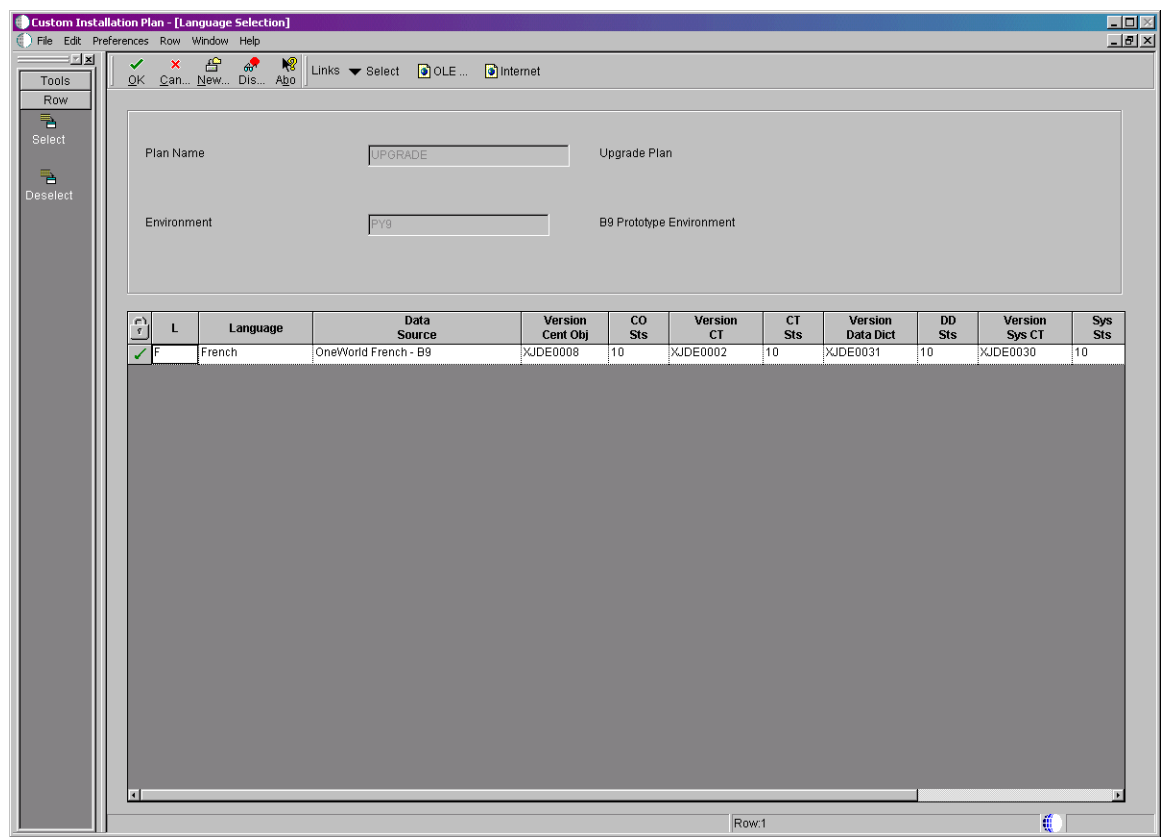 Custom Installation Plan - [Language Selection]
File Edit Preferences Row Window Help
Tools
Row
Select
Deselect
OK Can... New... Dis... Abo Links Select OLE ... Internet
Plan Name UPGRADE Upgrade Plan
Environment PY9 B9 Prototype Environment
L Language Data Source Version Cent Obj CO Sts Version CT CT Sts Version Data Dict DD Sts Version Sys CT Sys Sts
F French OneWorld French - B9 XJDE0008 10 XJDE0002 10 XJDE0031 10 XJDE0030 10
Row:1